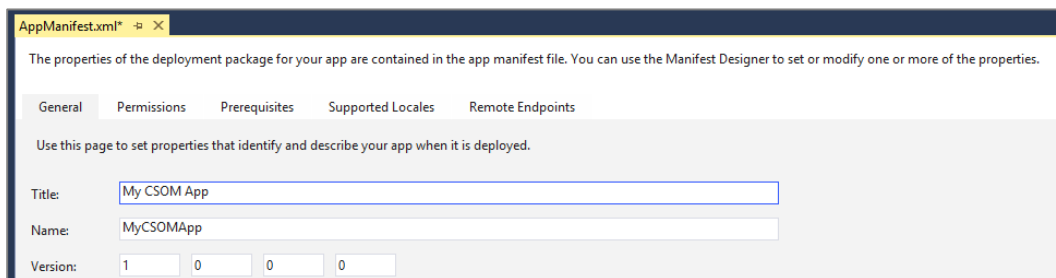 AppManifest.xml*
The properties of the deployment package for your app are contained in the app manifest file. You can use the Manifest Designer to set or modify one or more of the properties.
General Permissions Prerequisites Supported Locales Remote Endpoints
Use this page to set properties that identify and describe your app when it is deployed.
Title: My CSOM App
Name: MyCSOMApp
Version: 1 0 0 0